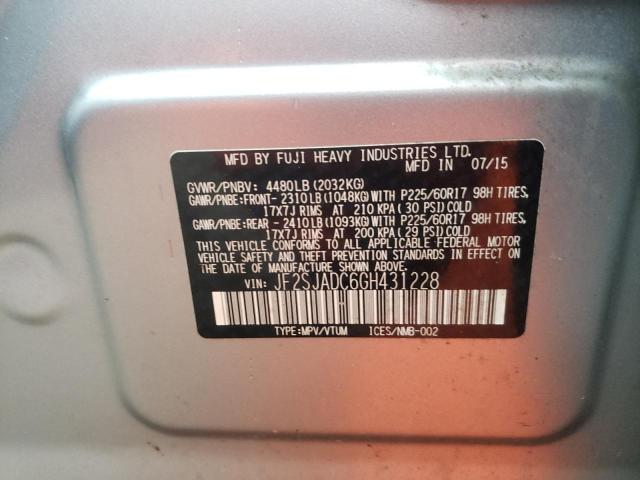 MFD BY FUJI HEAVY INDUSTRIES LTD.
MFD IN 07/15
GVWR/PNBV: 4480LB(2032KG)
GAWR/PNBE:FRONT- 2310LB(1048KG)WITH P225/60R17 98H TIRES,
17X7J RIMS AT 210 KPA (30 PSI)COLD
GAWR/PNBE:REAR - 2410LB(1093KG)WITH P225/60R17 98H TIRES,
17X7J RIMS AT 200 KPA (29 PSI)COLD
THIS VEHICLE CONFORMS TO ALL APPLICABLE FEDERAL MOTOR
VEHICLE SAFETY AND THEFT PREVENTION STANDARDS IN EFFECT
ON THE DATE OF MANUFACTURE SHOWN ABOVE.
VIN: JF2SJADC6GH431228
TYPE:MPV/VTUM ICES/NMB-002